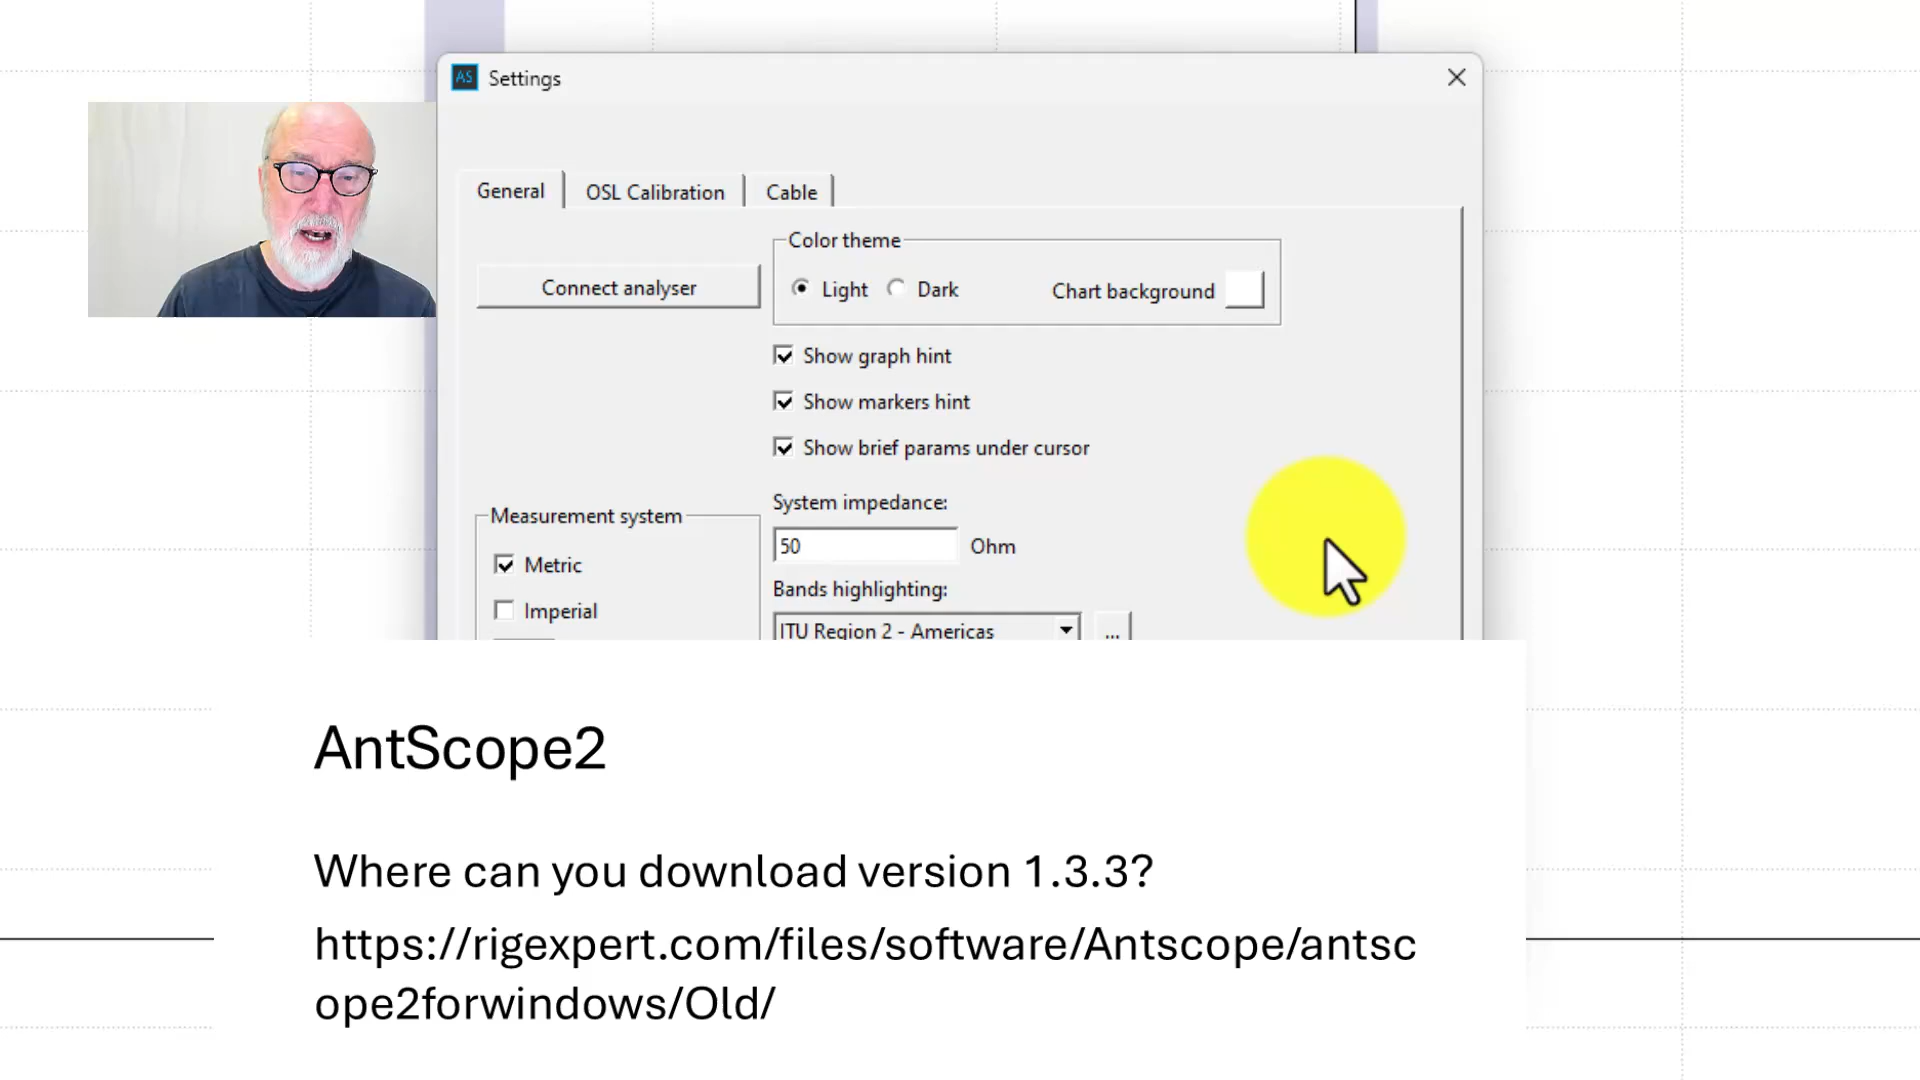 AS Settings
General OSL Calibration Cable
Color theme
Connect analyser
Light Dark Chart background
Show graph hint
Show markers hint
Show brief params under cursor
System impedance:
Measurement system
50 Ohm
Metric
Bands highlighting:
Imperial
ITU Region 2 - Americas ...
AntScope2
Where can you download version 1.3.3?
https://rigexpert.com/files/software/Antscope/antsc
ope2forwindows/Old/